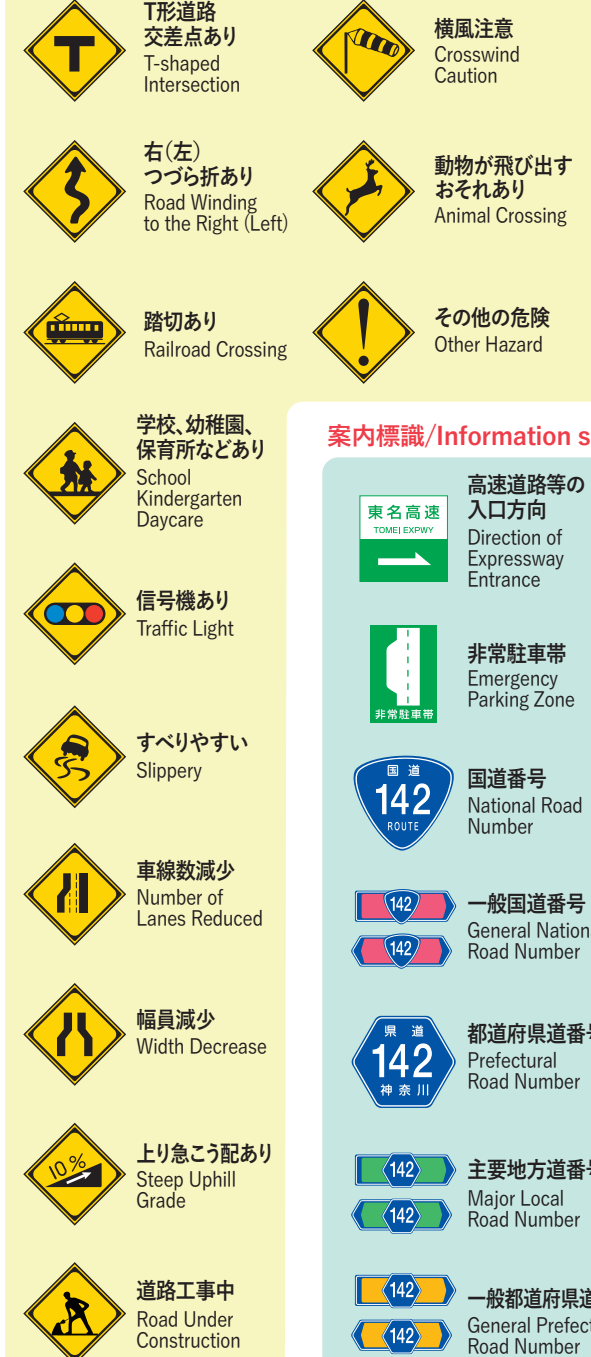 T形道路
交差点あり
T-shaped
Intersection
横風注意
Crosswind
Caution
右(左)
つづら折あり
Road Winding
to the Right (Left)
動物が飛び出す
おそれあり
Animal Crossing
踏切あり
Railroad Crossing
その他の危険
Other Hazard
学校、幼稚園、
保育所などあり
School
Kindergarten
Daycare
信号機あり
Traffic Light
すべりやすい
Slippery
車線数減少
Number of
Lanes Reduced
幅員減少
Width Decrease
10%
上り急こう配あり
Steep Uphill
Grade
道路工事中
Road Under
Construction
案内標識/Information s
東名高速
TOMEI EXPWY
高速道路等の
入口方向
Direction of
Expressway
Entrance
非常駐車帯
非常駐車帯
Emergency
Parking Zone
国道
142
ROUTE
国道番号
National Road
Number
142
142
一般国道番号
General Nation
Road Number
県道
142
神奈川
都道府県道番号
Prefectural
Road Number
142
142
主要地方道番号
Major Local
Road Number
142
142
一般都道府県道
General Prefect
Road Number